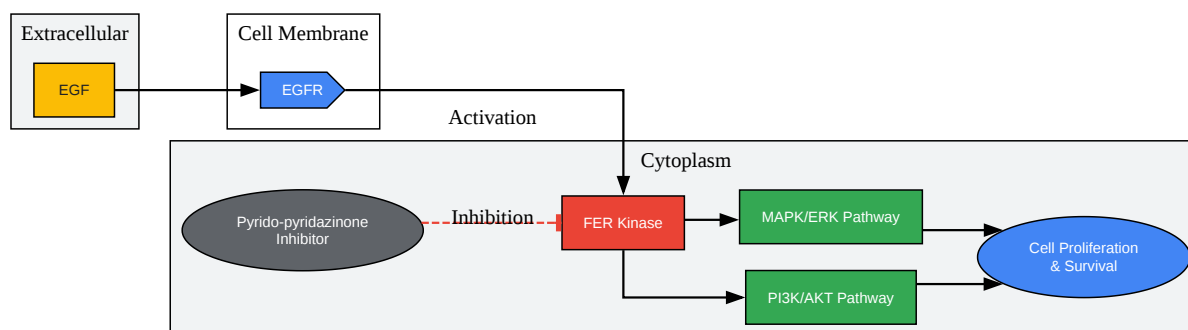 Extracellular
Cell Membrane
EGF
EGFR
Activation
Cytoplasm
Pyrido-pyridazinone
Inhibitor
Inhibition
FER Kinase
MAPK/ERK Pathway
PI3K/AKT Pathway
Cell Proliferation
& Survival